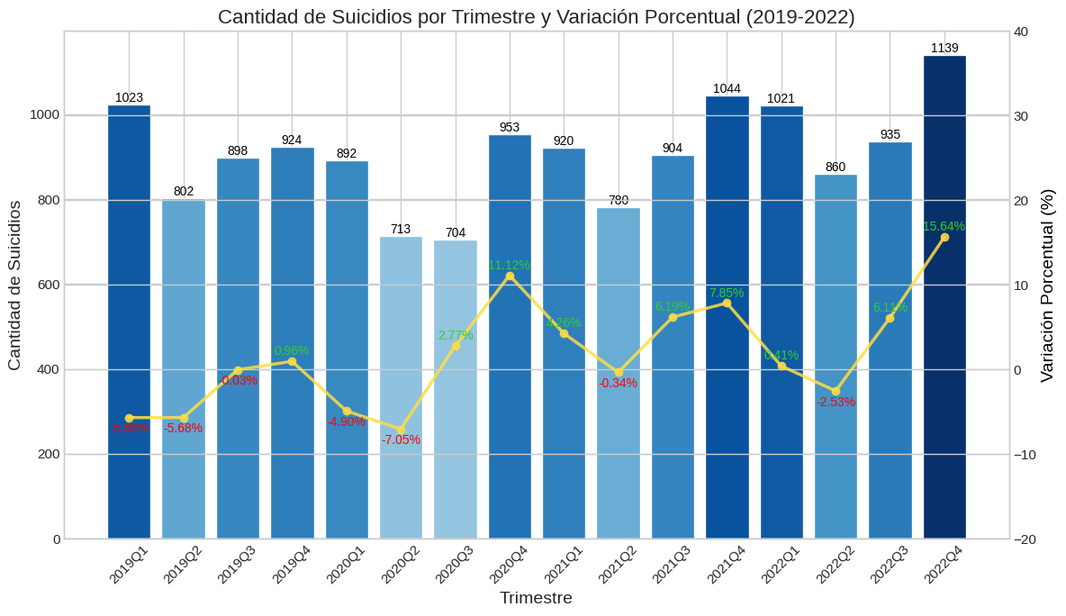 Cantidad de Suicidios por Trimestre y Variación Porcentual (2019-2022)
Cantidad de Suicidios
1000
800
600
400
200
0
1023
802
898
924
892
713
704
953
920
780
904
1044
1021
860
935
1139
-5.68%
-0.03%
0.96%
-4.90%
-7.05%
2.77%
11.12%
4.26%
-0.34%
6.19%
7.85%
0.41%
-2.53%
6.11%
15.64%
40
30
20
10
0
−10
−20
Variación Porcentual (%)
2019Q1
2019Q2
2019Q3
2019Q4
2020Q1
2020Q2
2020Q3
2020Q4
2021Q1
2021Q2
2021Q3
2021Q4
2022Q1
2022Q2
2022Q3
2022Q4
Trimestre